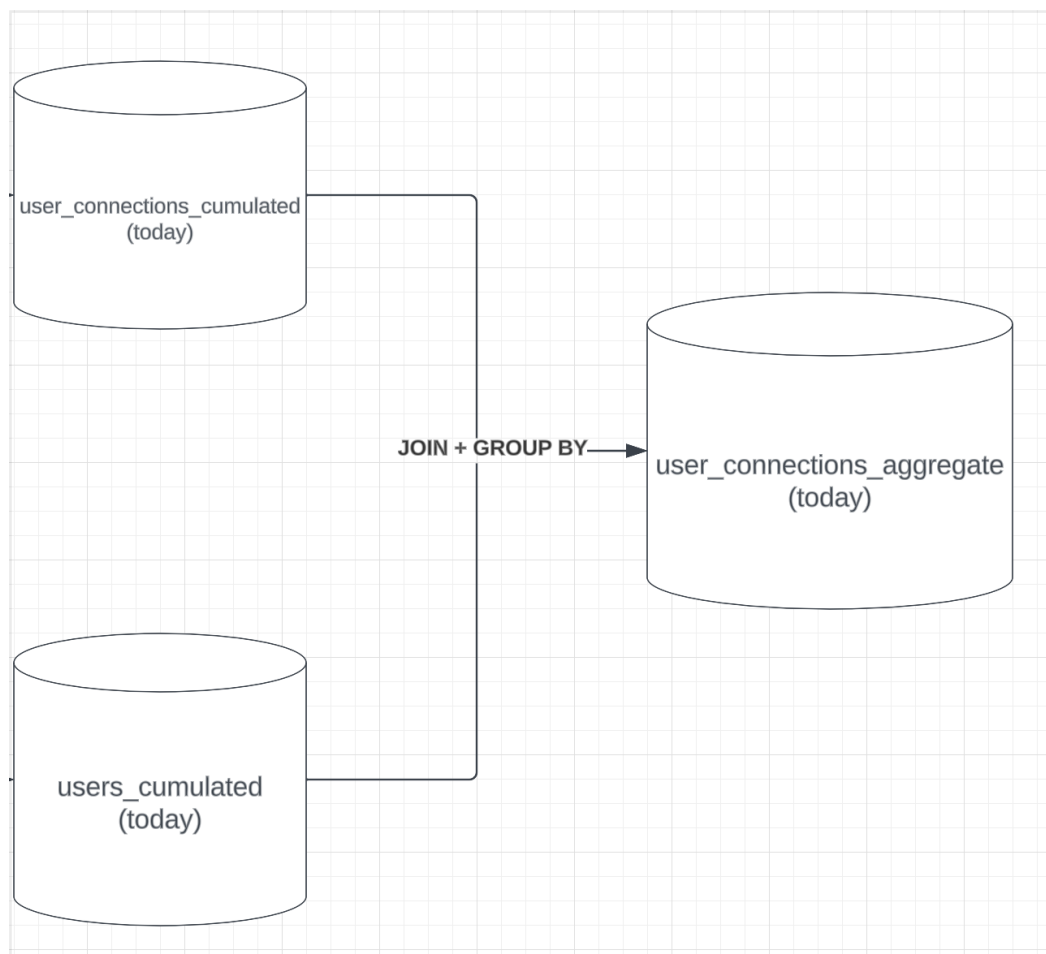 user_connections_cumulated
(today)
JOIN + GROUP BY
user_connections_aggregate
(today)
users_cumulated
(today)